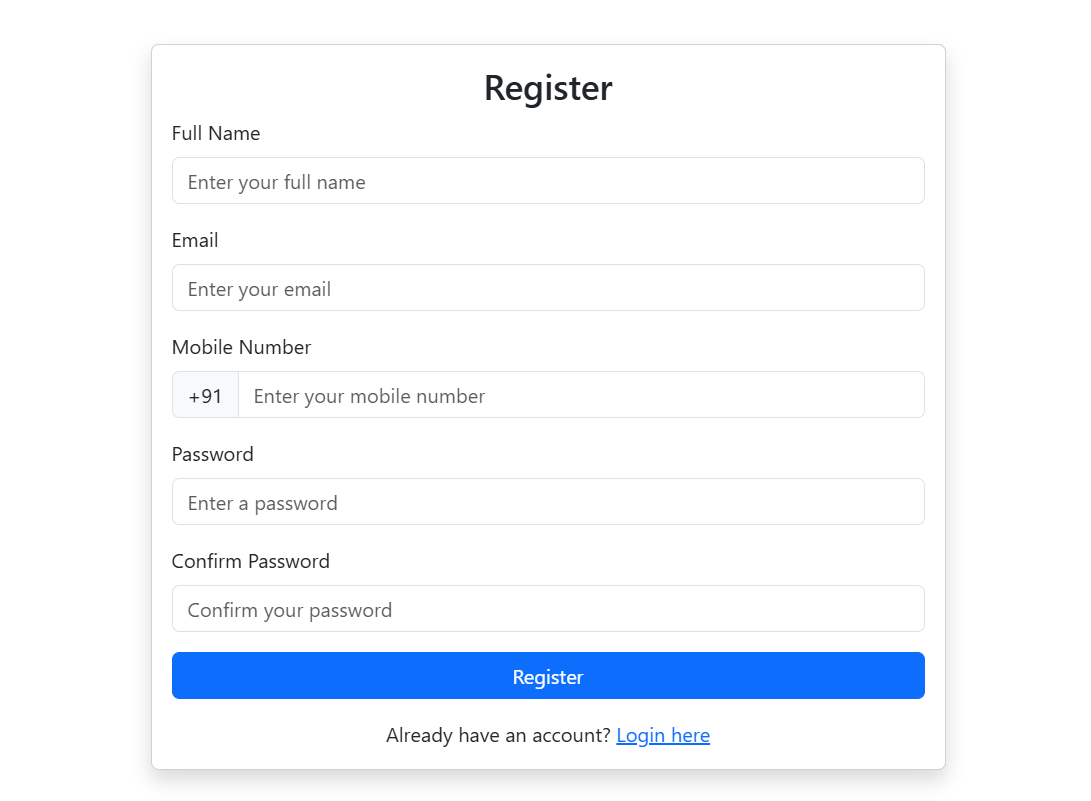 Register
Full Name
Enter your full name
Email
Enter your email
Mobile Number
+91 Enter your mobile number
Password
Enter a password
Confirm Password
Confirm your password
Register
Already have an account? Login here